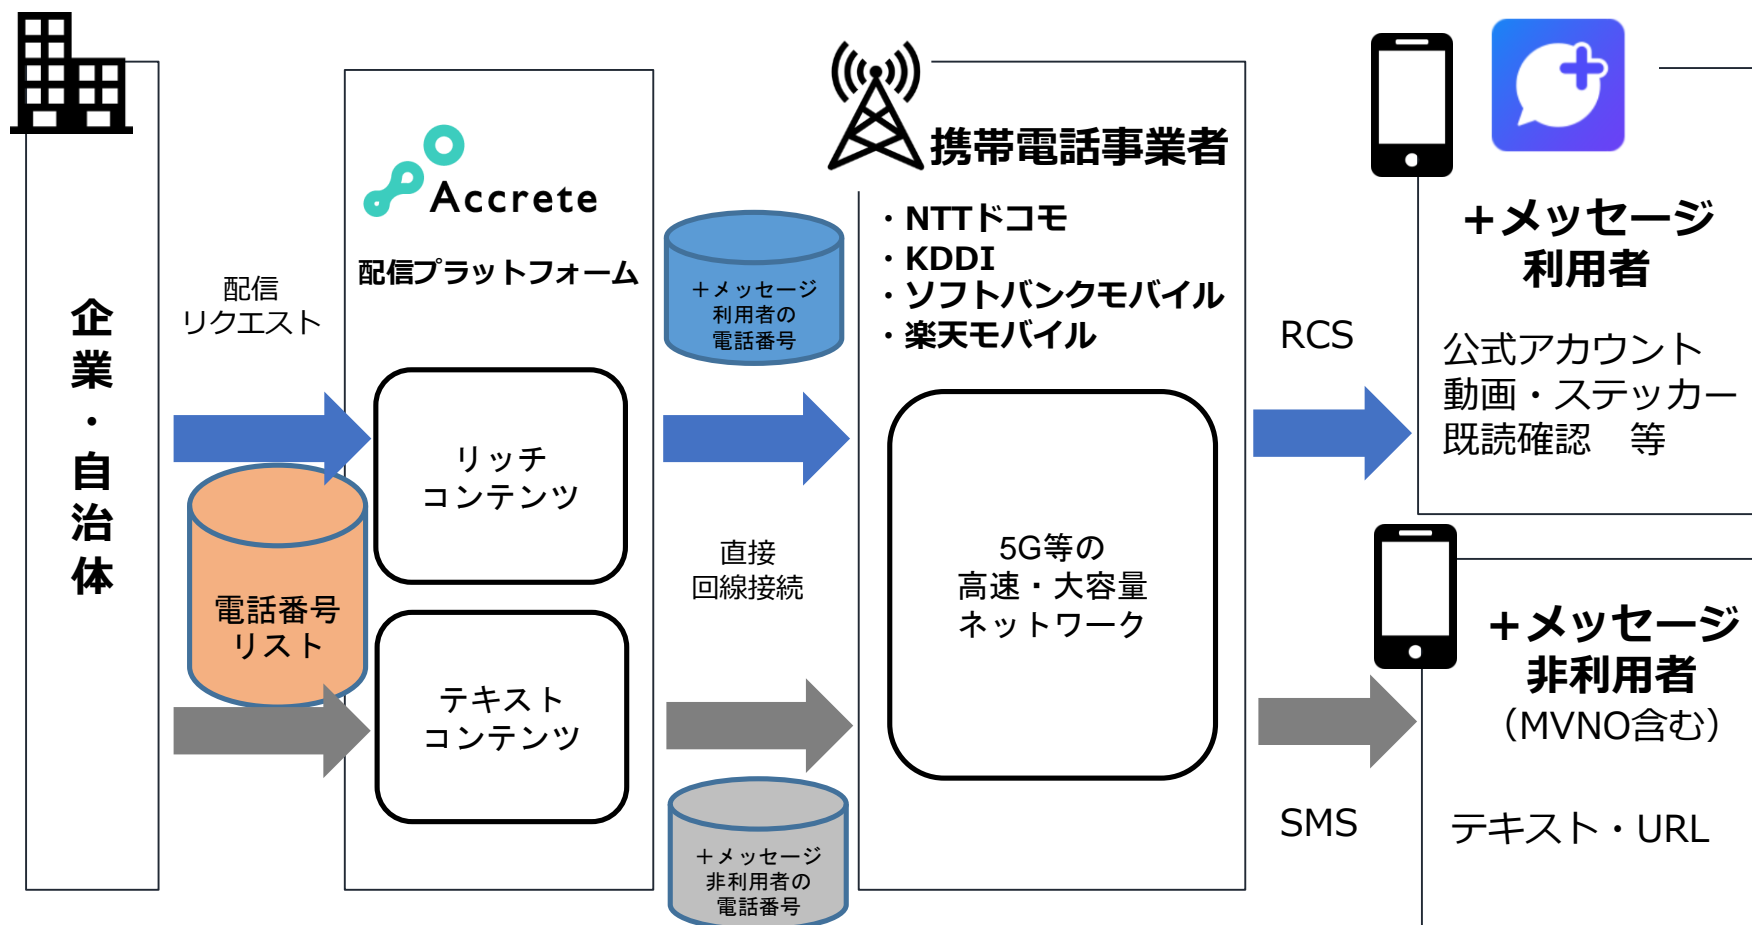 企
業
・
自
治
体
配信
リクエスト
電話番号
リスト
Accrete
配信プラットフォーム
リッチ
コンテンツ
テキスト
コンテンツ
＋メッセージ
利用者の
電話番号
直接
回線接続
＋メッセージ
非利用者の
電話番号
携帯電話事業者
・NTTドコモ
・KDDI
・ソフトバンクモバイル
・楽天モバイル
5G等の
高速・大容量
ネットワーク
RCS
SMS
＋メッセージ
利用者
公式アカウント
動画・ステッカー
既読確認　等
＋メッセージ
非利用者
（MVNO含む）
テキスト・URL